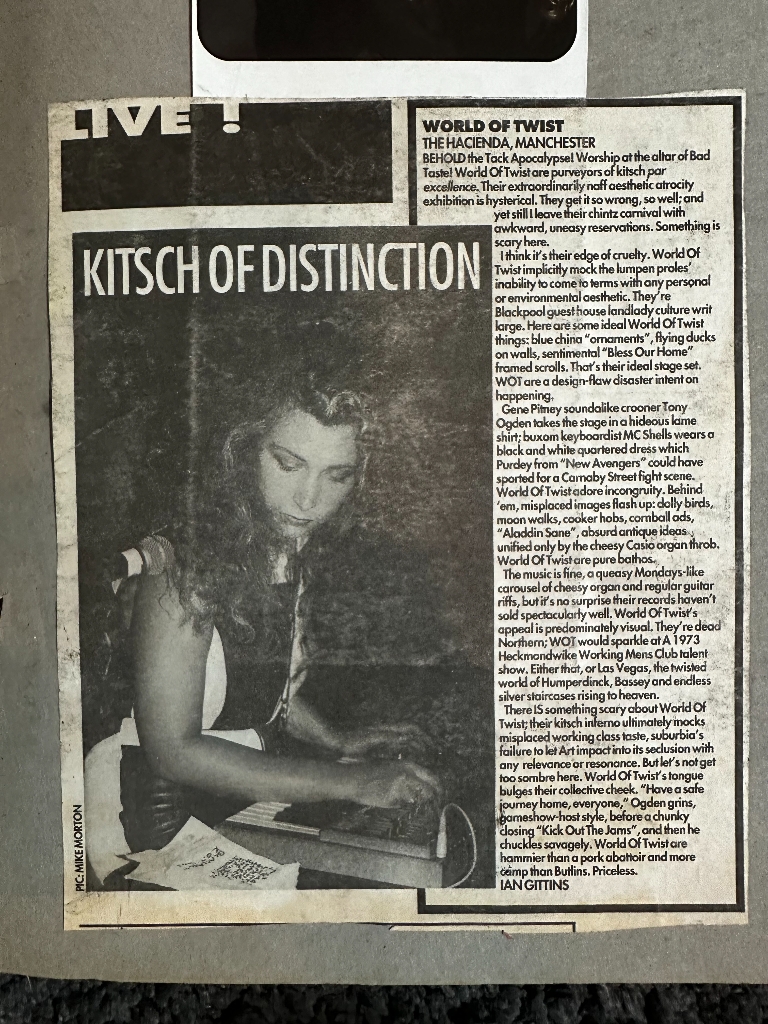 LIVE!
KITSCH OF DISTINCTION
PIC: MIKE MORTON
WORLD OF TWIST
THE HACIENDA, MANCHESTER
BEHOLD the Tack Apocalypse! Worship at the altar of Bad
Taste! World Of Twist are purveyors of kitsch par
excellence. Their extraordinarily naff aesthetic atrocity
exhibition is hysterical. They get it so wrong, so well; and
yet still I leave their chintz carnival with
awkward, uneasy reservations. Something is
scary here.
I think it's their edge of cruelty. World Of
Twist implicitly mock the lumpen proles'
inability to come to terms with any personal
or environmental aesthetic. They're
Blackpool guest house landlady culture writ
large. Here are some ideal World Of Twist
things: blue china "ornaments", flying ducks
on walls, sentimental "Bless Our Home"
framed scrolls. That's their ideal stage set.
WOT are a design-flaw disaster intent on
happening.
Gene Pitney soundalike crooner Tony
Ogden takes the stage in a hideous lame
shirt; buxom keyboardist MC Shells wears a
black and white quartered dress which
Purdey from "New Avengers" could have
sported for a Carnaby Street fight scene.
World Of Twist adore incongruity. Behind
'em, misplaced images flash up: dolly birds,
moon walks, cooker hobs, cornball ads,
"Aladdin Sane", absurd antique ideas
unified only by the cheesy Casio organ throb.
World Of Twist are pure bathos.
The music is fine, a queasy Mondays-like
carousel of cheesy organ and regular guitar
riffs, but it's no surprise their records haven't
sold spectacularly well. World Of Twist's
appeal is predominately visual. They're dead
Northern; WOT would sparkle at A 1973
Heckmondwike Working Mens Club talent
show. Either that, or Las Vegas, the twisted
world of Humperdinck, Bassey and endless
silver staircases rising to heaven.
There IS something scary about World Of
Twist; their kitsch inferno ultimately mocks
misplaced working class taste, suburbia's
failure to let Art impact into its seclusion with
any relevance or resonance. But let's not get
too sombre here. World Of Twist's tongue
bulges their collective cheek. "Have a safe
journey home, everyone," Ogden grins,
gameshow-host style, before a chunky
closing "Kick Out The Jams", and then he
chuckles savagely. World Of Twist are
hammier than a pork abattoir and more
camp than Butlins. Priceless.
IAN GITTINS